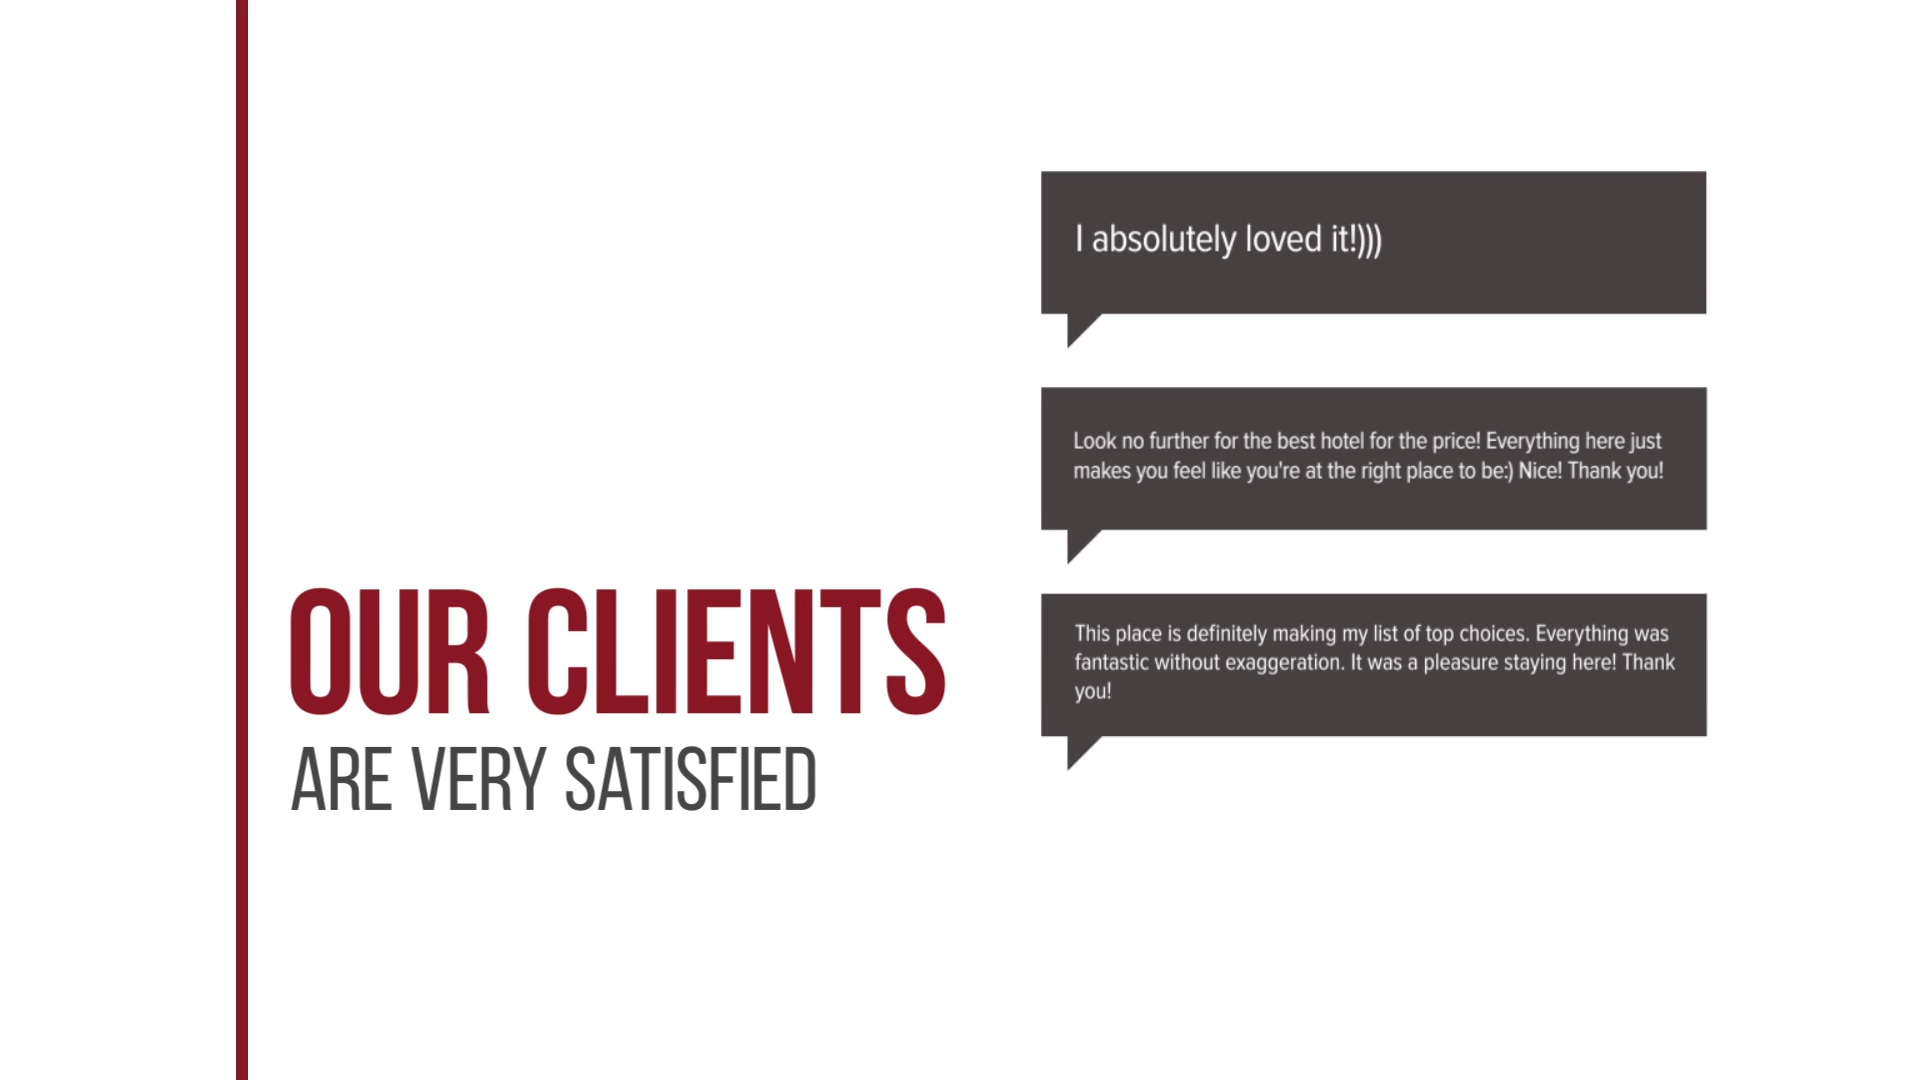 OUR CLIENTS
ARE VERY SATISFIED
I absolutely loved it!)))
Look no further for the best hotel for the price! Everything here just
makes you feel like you're at the right place to be:) Nice! Thank you!
This place is definitely making my list of top choices. Everything was
fantastic without exaggeration. It was a pleasure staying here! Thank
you!